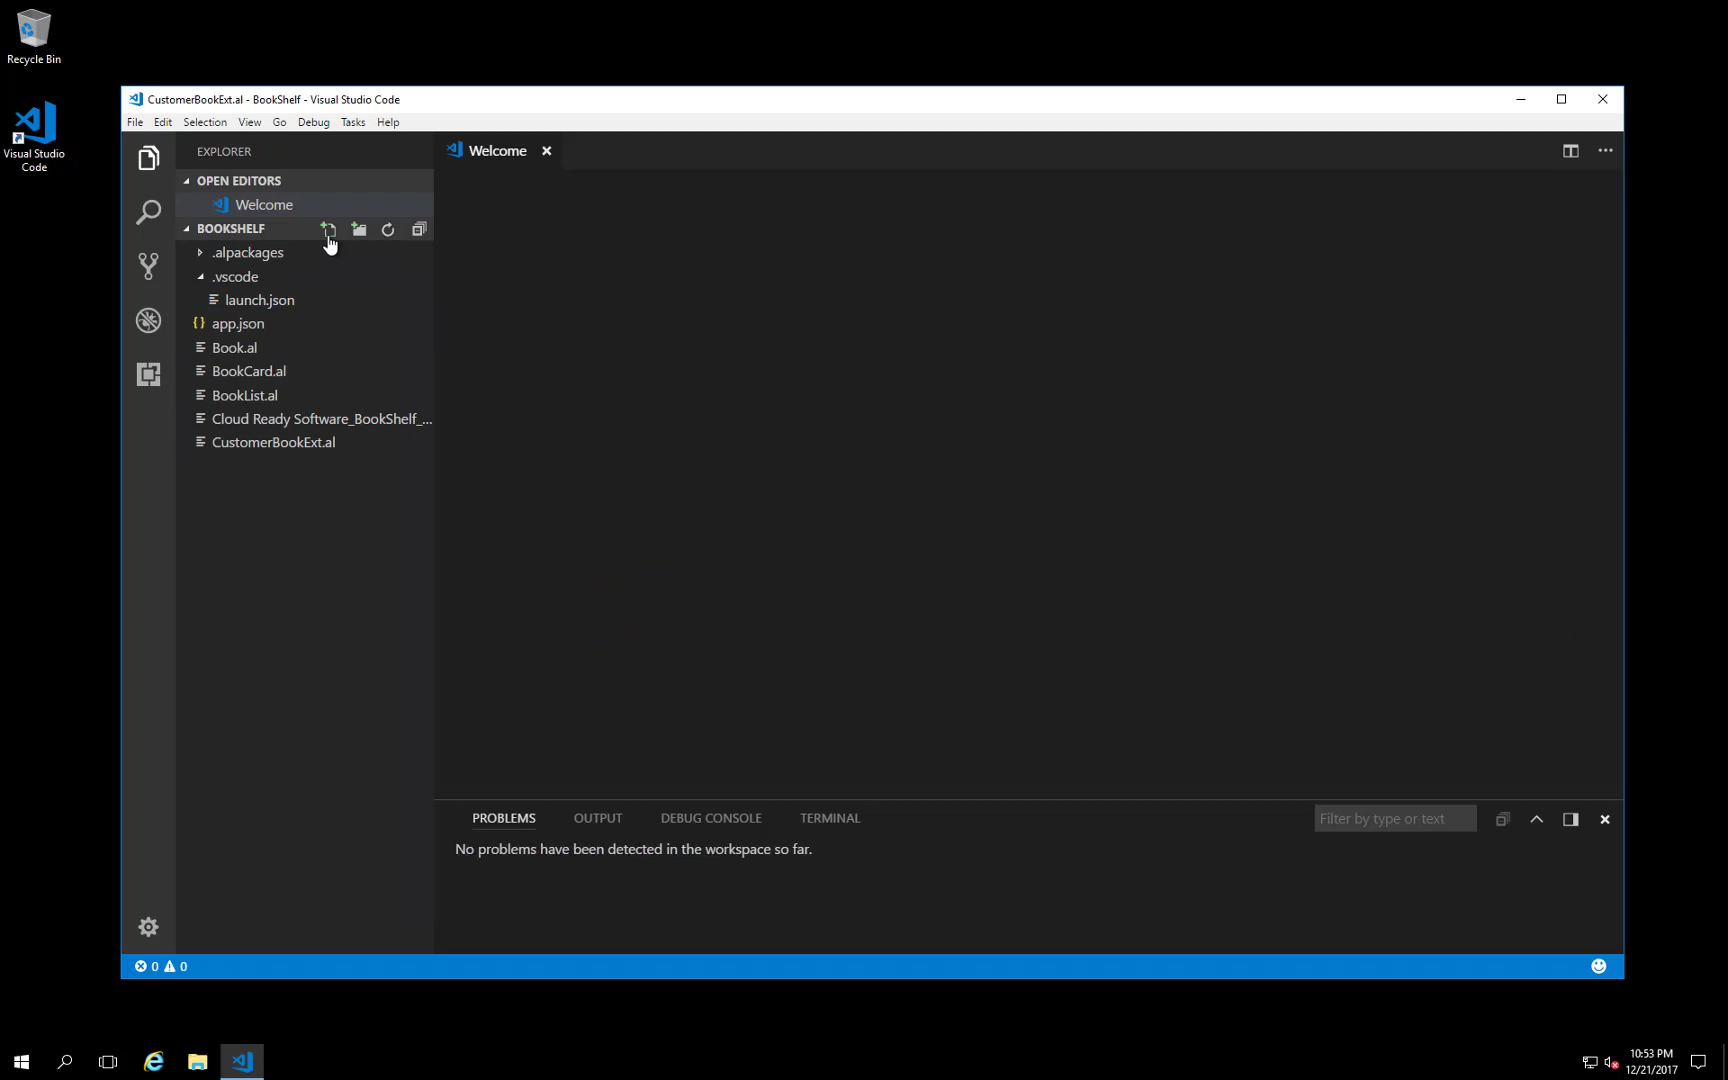 Recycle Bin
Visual Studio
Code
CustomerBookExt.al - BookShelf - Visual Studio Code
File Edit Selection View Go Debug Tasks Help
EXPLORER
OPEN EDITORS
Welcome
BOOKSHELF
.alpackages
.vscode
launch.json
{ } app.json
Book.al
BookCard.al
BookList.al
Cloud Ready Software_BookShelf_...
CustomerBookExt.al
Welcome
PROBLEMS OUTPUT DEBUG CONSOLE TERMINAL
Filter by type or text
No problems have been detected in the workspace so far.
0 0
10:53 PM
12/21/2017